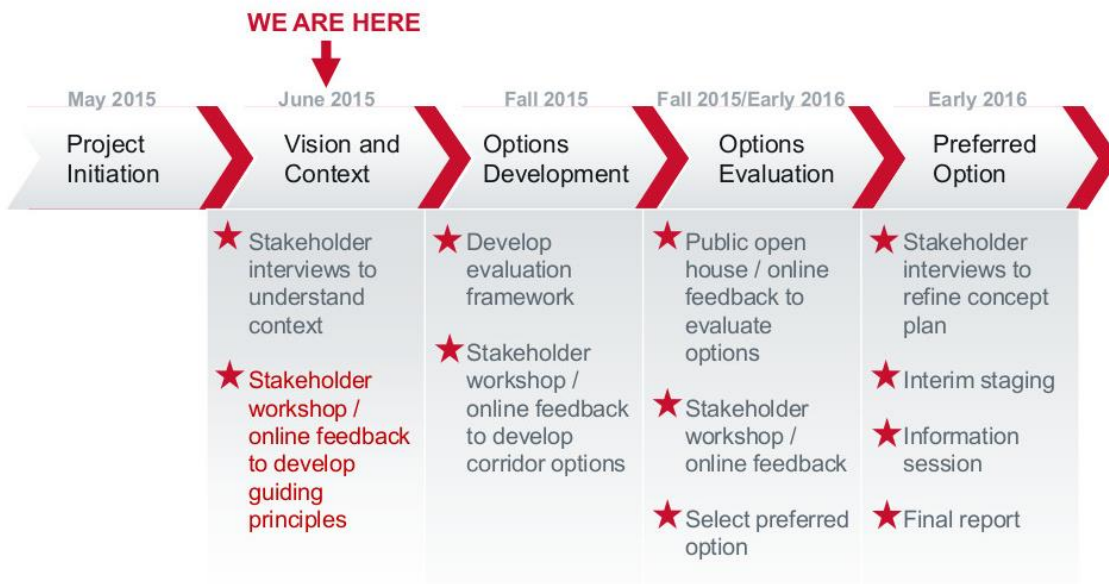 WE ARE HERE
May 2015
June 2015
Fall 2015
Fall 2015/Early 2016
Early 2016
Project
Initiation
Vision and
Context
Options
Development
Options
Evaluation
Preferred
Option
Stakeholder
interviews to
understand
context
Stakeholder
workshop /
online feedback
to develop
guiding
principles
Develop
evaluation
framework
Stakeholder
workshop /
online feedback
to develop
corridor options
Public open
house / online
feedback to
evaluate
options
Stakeholder
workshop /
online feedback
Select preferred
option
Stakeholder
interviews to
refine concept
plan
Interim staging
Information
session
Final report